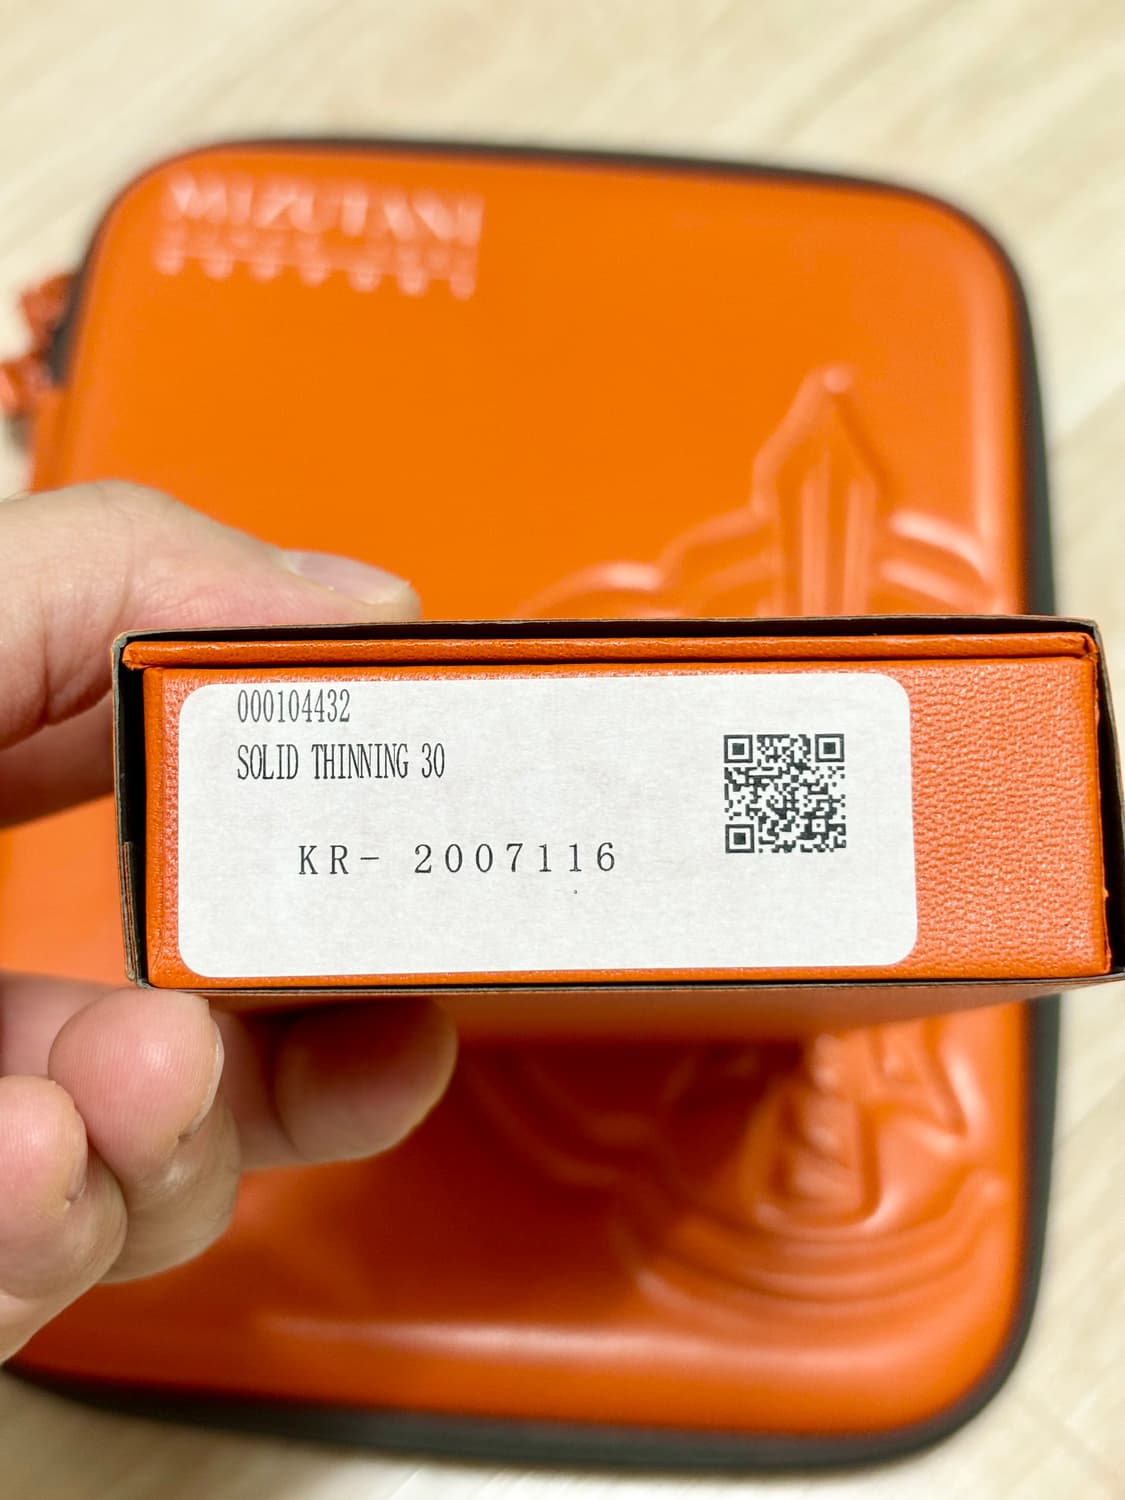 MIZUTANI
000104432
SOLID THINNING 30
KR- 2007116